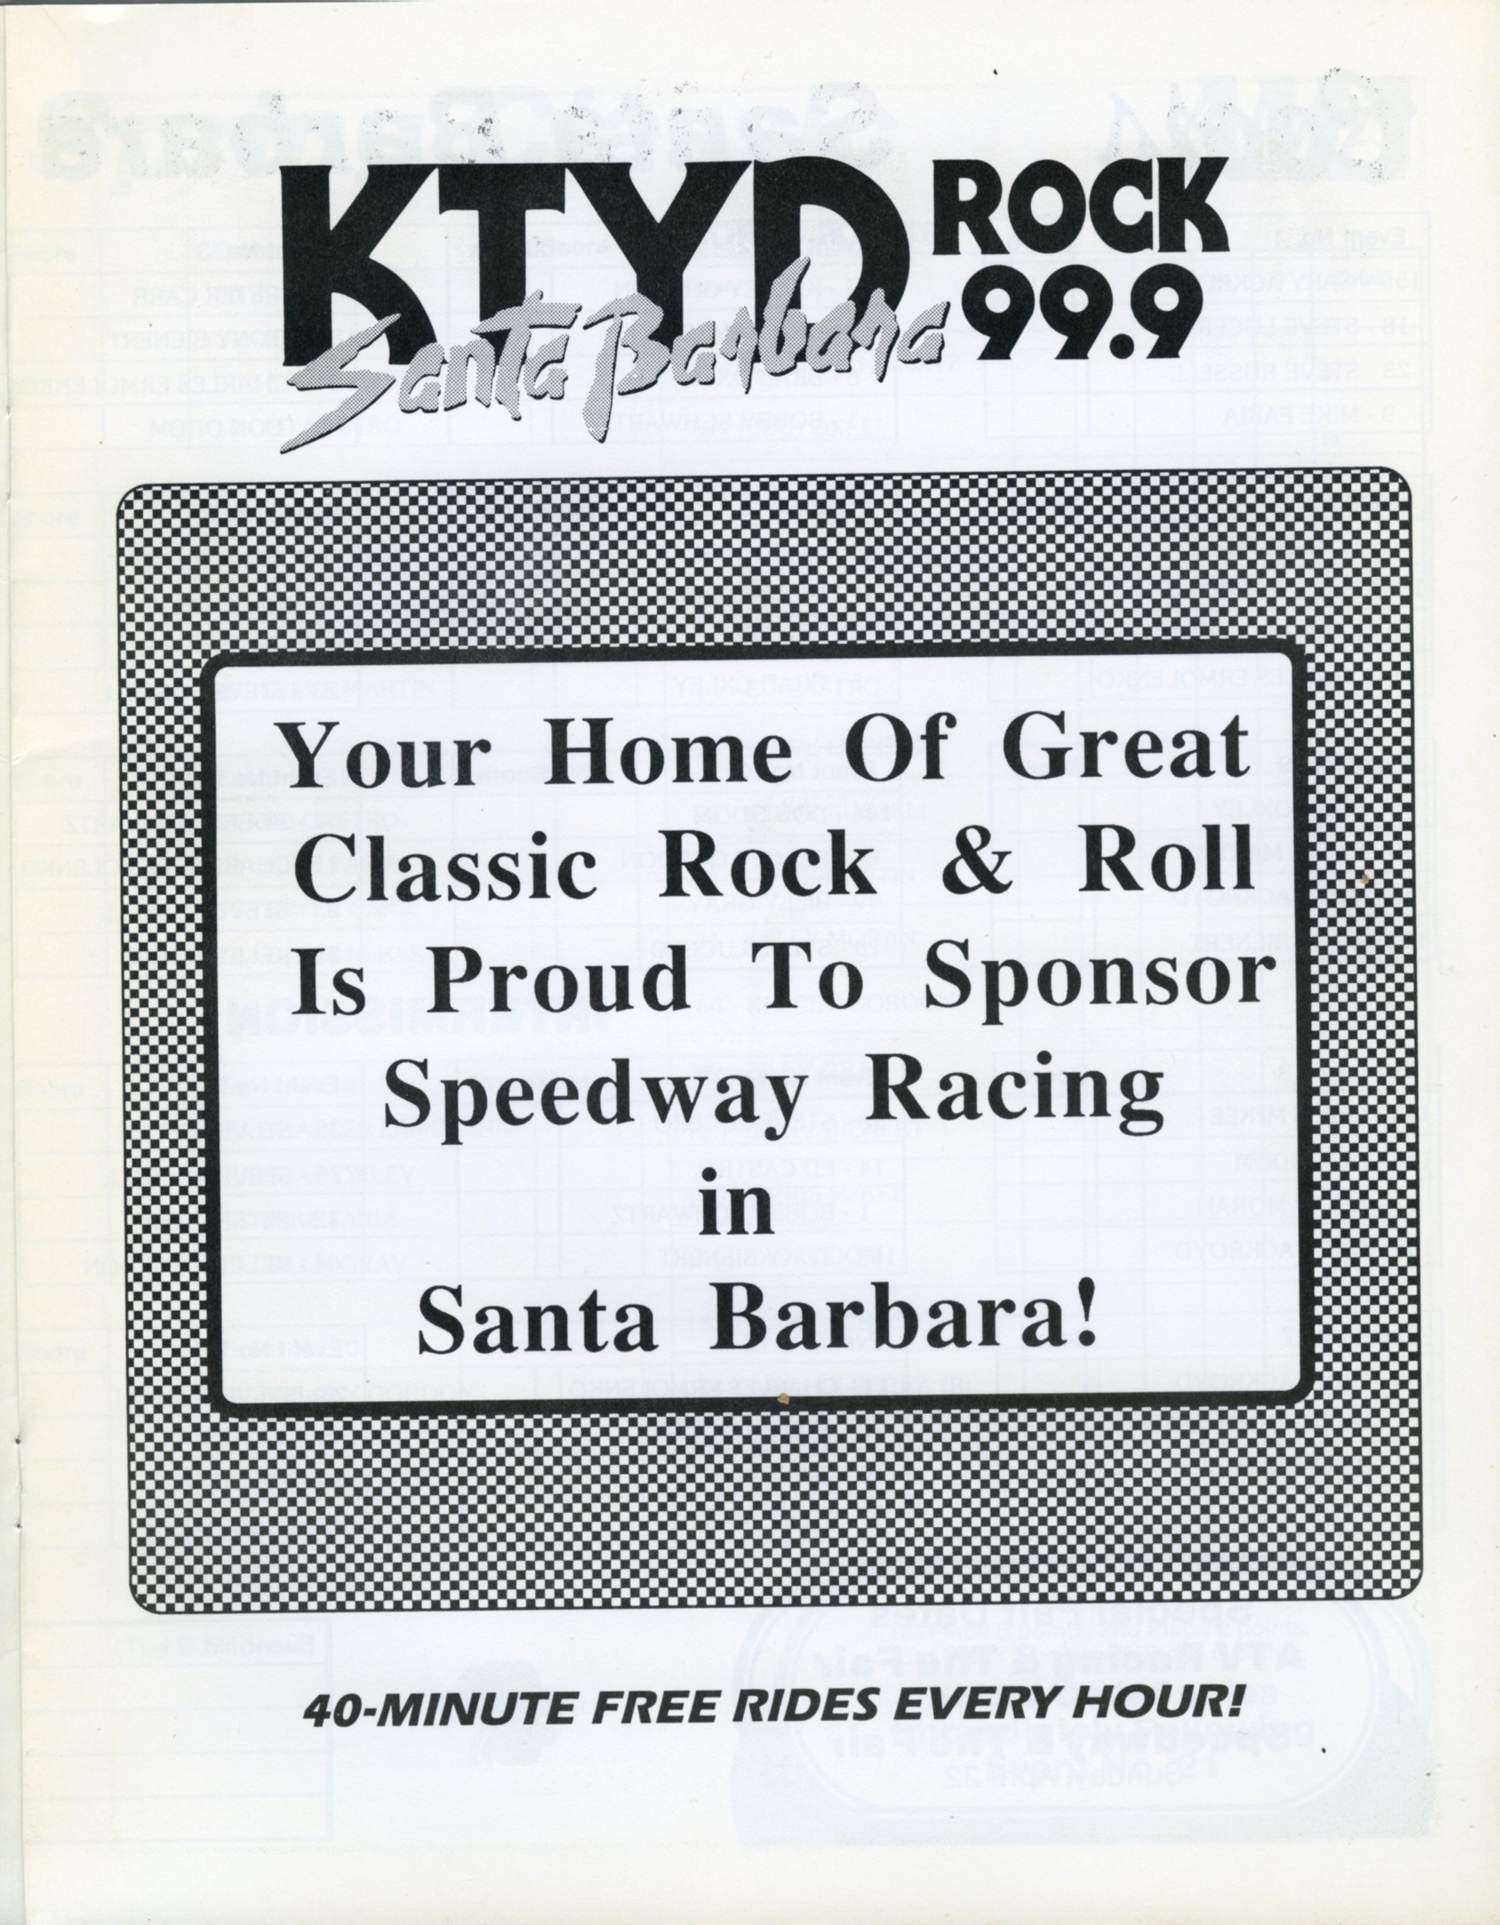 KTYD ROCK
Santa Barbara 99.9
Your Home Of Great
Classic Rock & Roll
Is Proud To Sponsor
Speedway Racing
in
Santa Barbara!
40-MINUTE FREE RIDES EVERY HOUR!